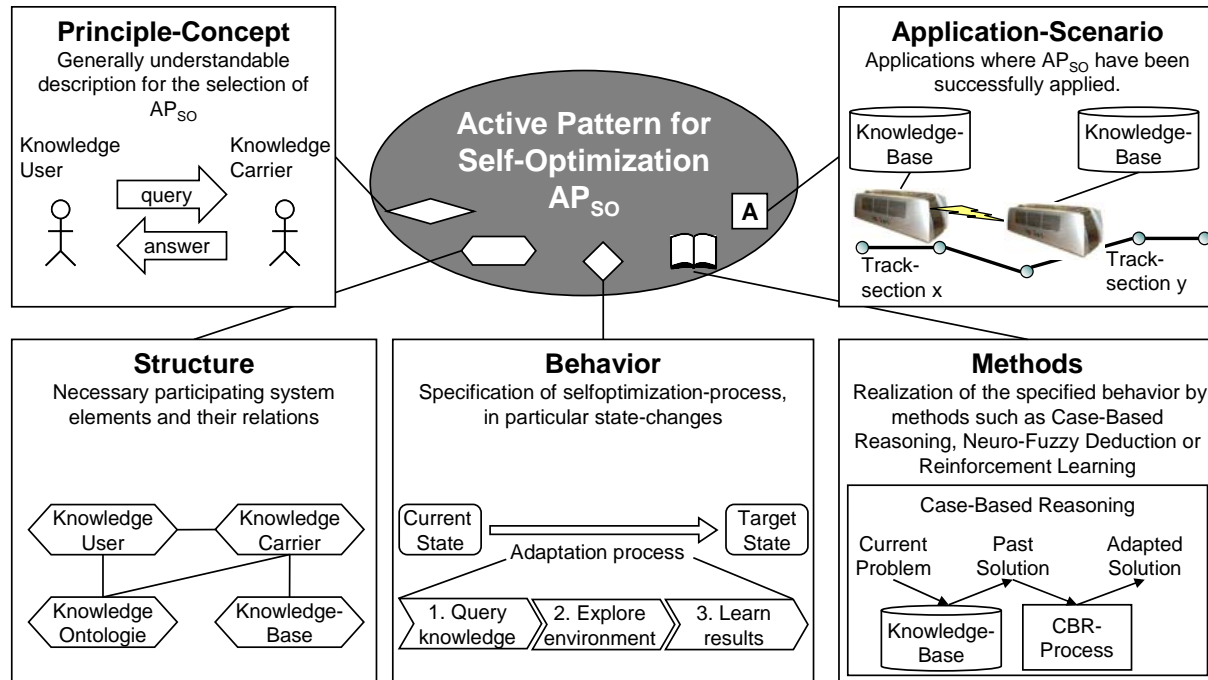 Principle-Concept
Generally understandable
description for the selection of
AP_SO
Knowledge
User
Knowledge
Carrier
query
answer
Active Pattern for
Self-Optimization
AP_SO
A
Application-Scenario
Applications where AP_SO have been
successfully applied.
Knowledge-
Base
Knowledge-
Base
Track-
section x
Track-
section y
Structure
Necessary participating system
elements and their relations
Knowledge
User
Knowledge
Carrier
Knowledge
Ontologie
Knowledge-
Base
Behavior
Specification of selfoptimization-process,
in particular state-changes
Current
State
Target
State
Adaptation process
1. Query
knowledge
2. Explore
environment
3. Learn
results
Methods
Realization of the specified behavior by
methods such as Case-Based
Reasoning, Neuro-Fuzzy Deduction or
Reinforcement Learning
Case-Based Reasoning
Current
Problem
Past
Solution
Adapted
Solution
Knowledge-
Base
CBR-
Process